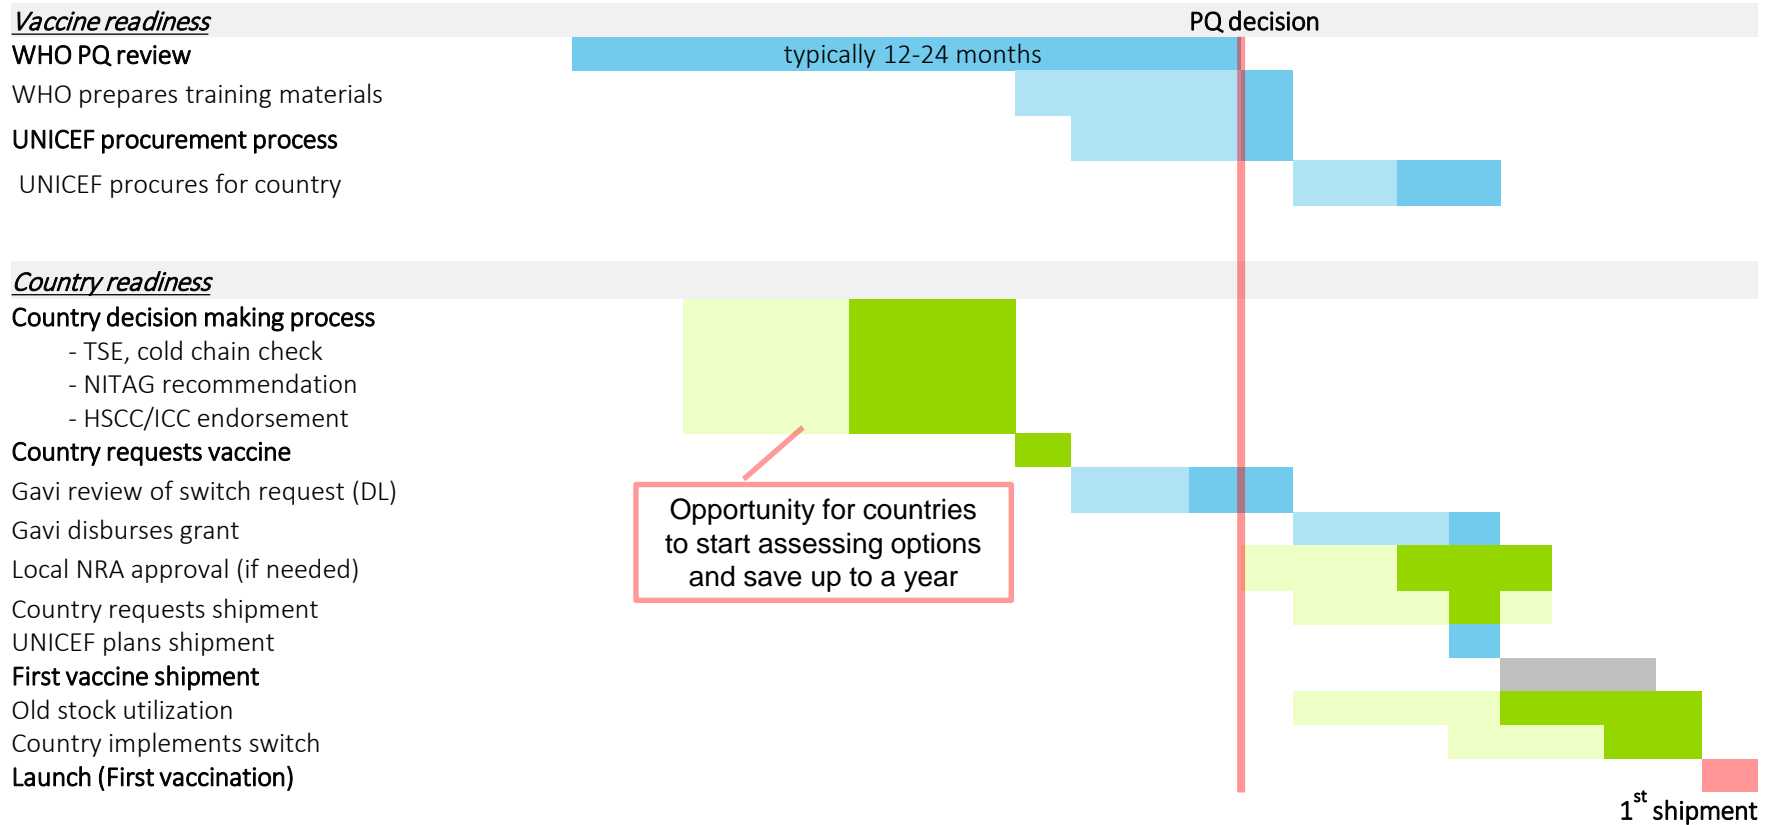 Vaccine readiness
PQ decision
WHO PQ review
typically 12-24 months
WHO prepares training materials
UNICEF procurement process
UNICEF procures for country
Country readiness
Country decision making process
- TSE, cold chain check
- NITAG recommendation
- HSCC/ICC endorsement
Country requests vaccine
Gavi review of switch request (DL)
Opportunity for countries
to start assessing options
and save up to a year
Gavi disburses grant
Local NRA approval (if needed)
Country requests shipment
UNICEF plans shipment
First vaccine shipment
Old stock utilization
Country implements switch
Launch (First vaccination)
1st shipment